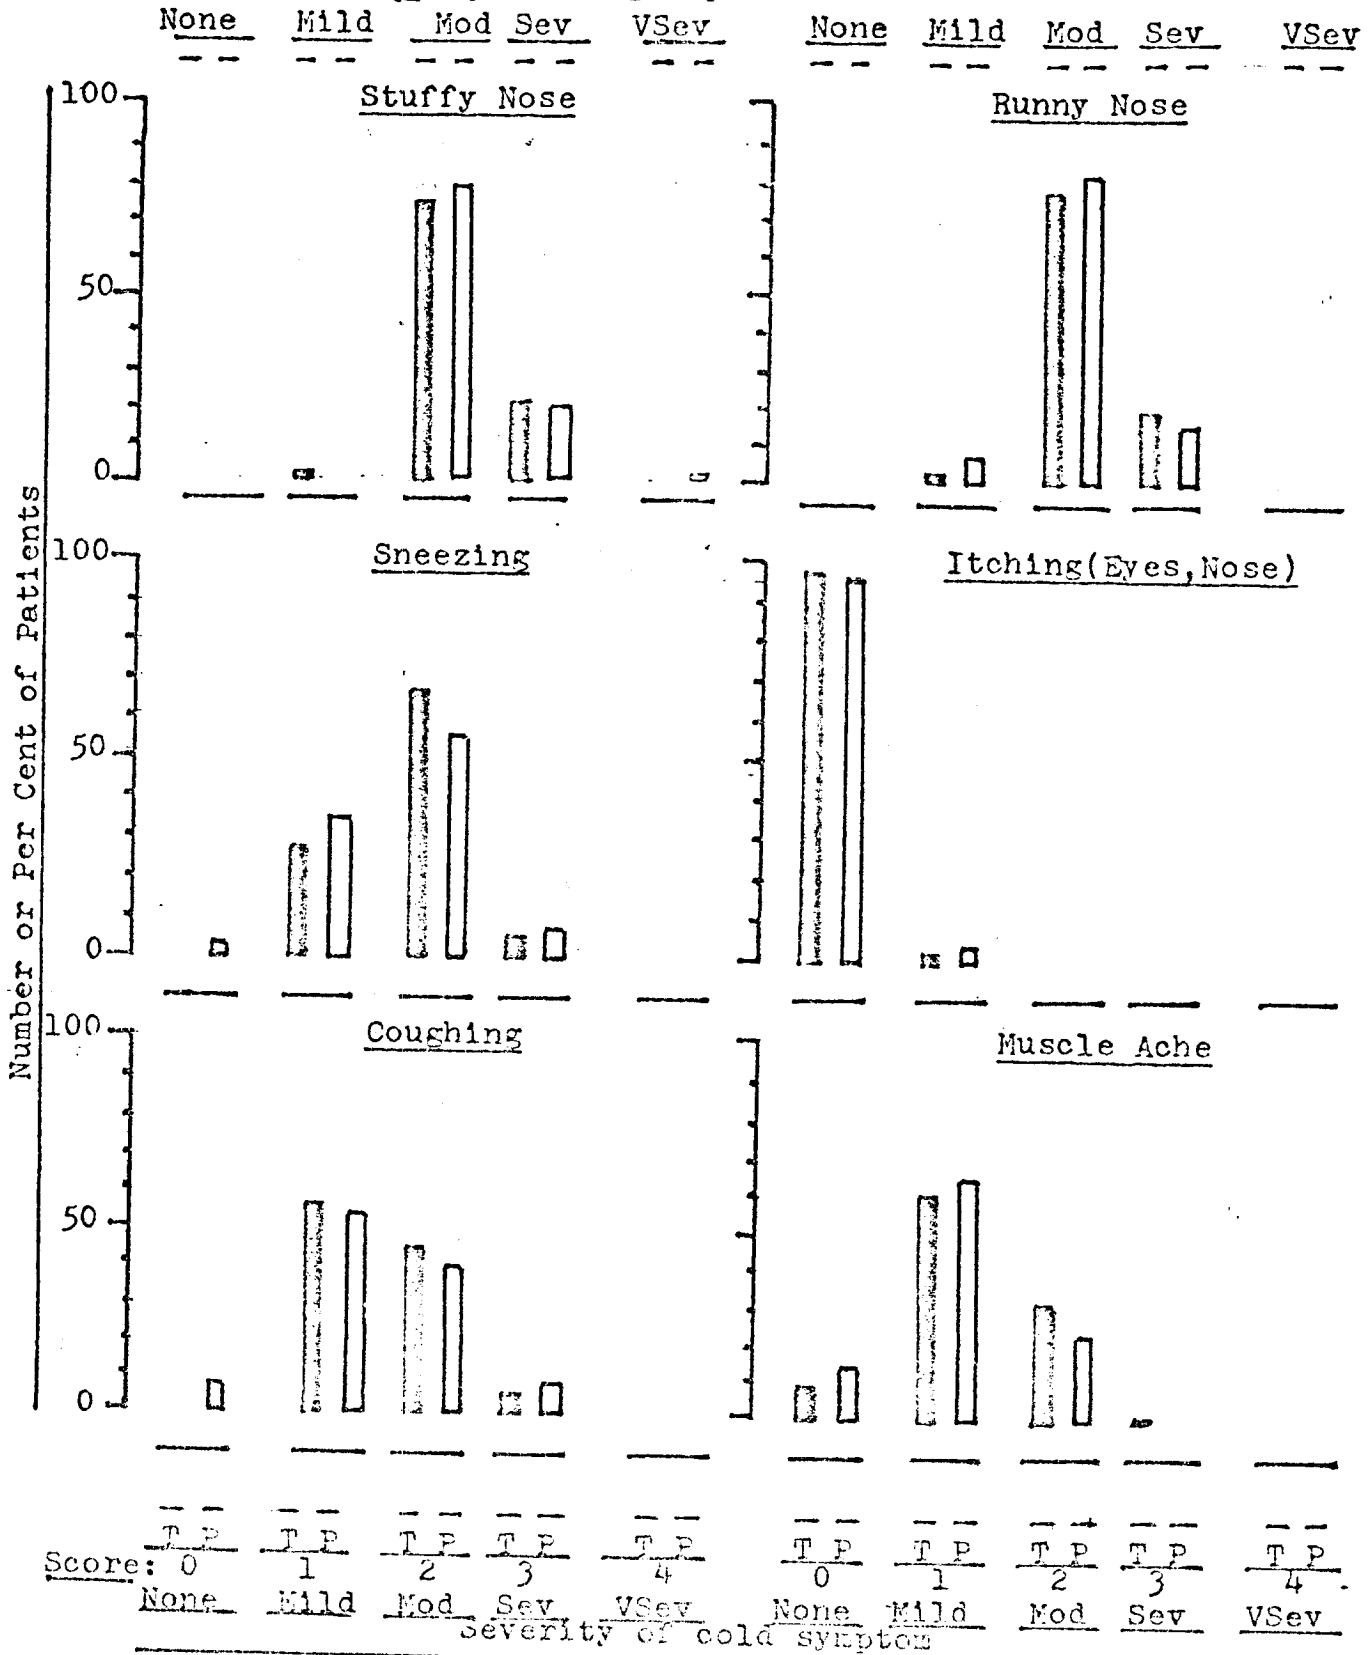 None Mild Mod Sev VSev None Mild Mod Sev VSev
100 Stuffy Nose Runny Nose
50
0
100 Sneezing Itching(Eyes,Nose)
50
0
100 Coughing Muscle Ache
50
0
Number or Per Cent of Patients
T P T P T P T P T P T P T P T P T P T P
Score: 0 1 2 3 4 0 1 2 3 4
None Mild Mod Sev VSev None Mild Mod Sev VSev
Severity of cold symptom